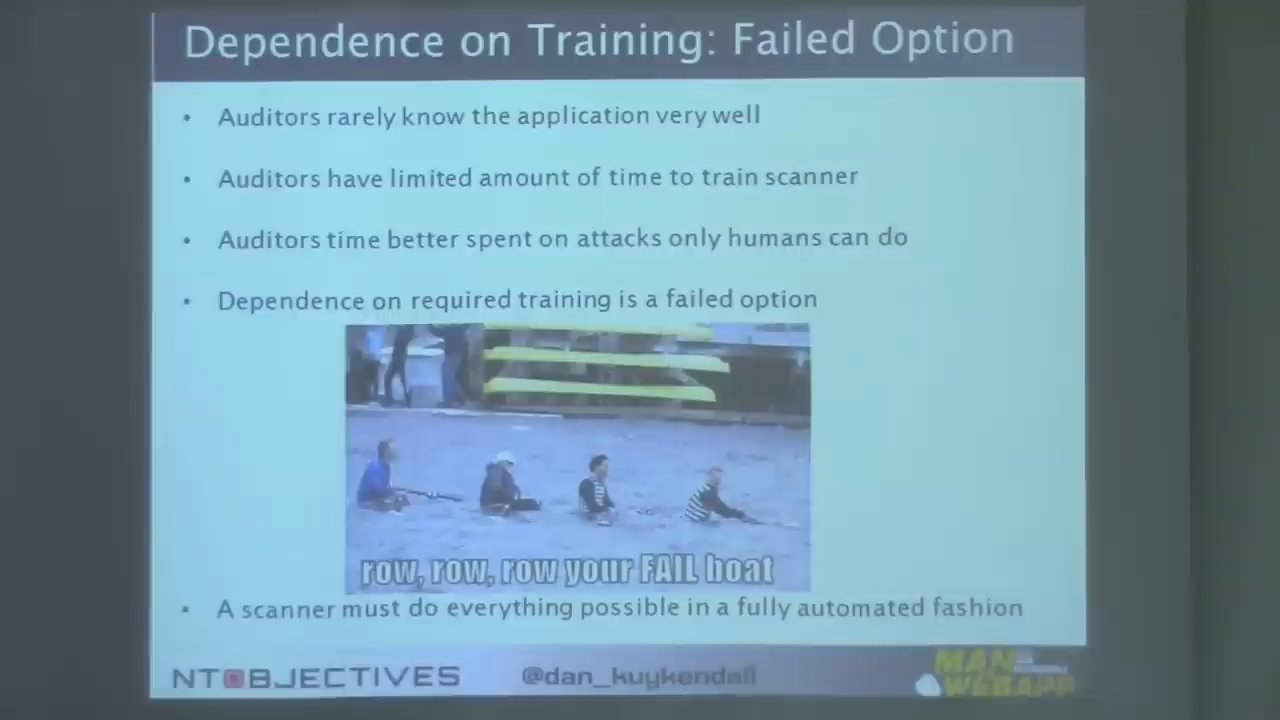 Dependence on Training: Failed Option
• Auditors rarely know the application very well
• Auditors have limited amount of time to train scanner
• Auditors time better spent on attacks only humans can do
• Dependence on required training is a failed option
row, row, row your FAIL boat
• A scanner must do everything possible in a fully automated fashion
NTOBJECTIVES
@dan_kuykendall
MAN
WEBAPP